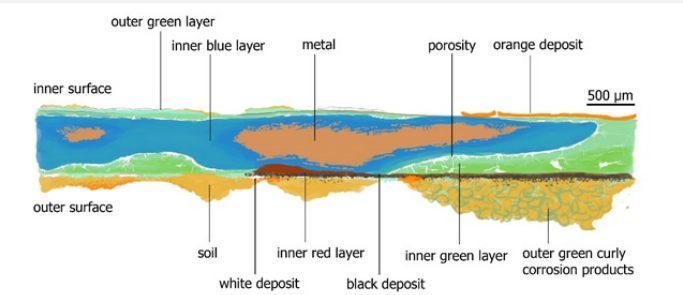 outer green layer
inner blue layer
metal
porosity
orange deposit
inner surface
500 µm
outer surface
soil
inner red layer
inner green layer
outer green curly
corrosion products
white deposit
black deposit